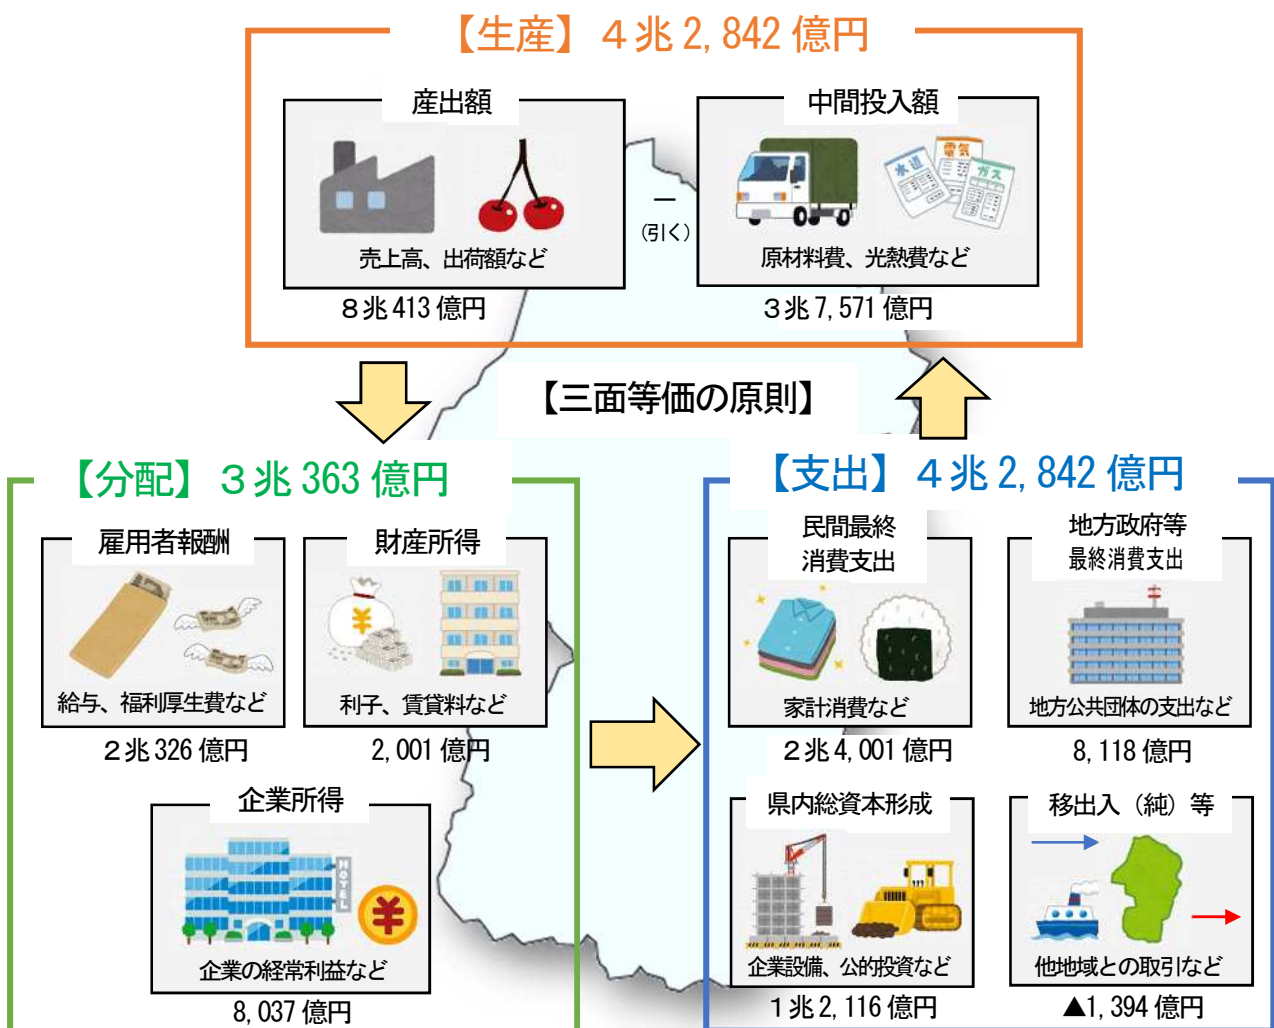 【生産】４兆2,842億円
産出額
売上高、出荷額など
８兆413億円
－
(引く)
中間投入額
水道
電気
ガス
原材料費、光熱費など
３兆7,571億円
【三面等価の原則】
【分配】３兆363億円
雇用者報酬
給与、福利厚生費など
２兆326億円
財産所得
¥
利子、賃貸料など
2,001億円
企業所得
HOTEL
¥
企業の経常利益など
8,037億円
【支出】４兆2,842億円
民間最終
消費支出
家計消費など
２兆4,001億円
地方政府等
最終消費支出
地方公共団体の支出など
8,118億円
県内総資本形成
企業設備、公的投資など
１兆2,116億円
移出入（純）等
他地域との取引など
▲1,394億円